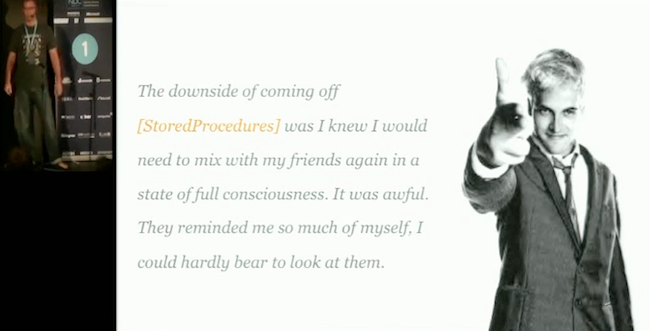 1
The downside of coming off
[StoredProcedures] was I knew I would
need to mix with my friends again in a
state of full consciousness. It was awful.
They reminded me so much of myself, I
could hardly bear to look at them.